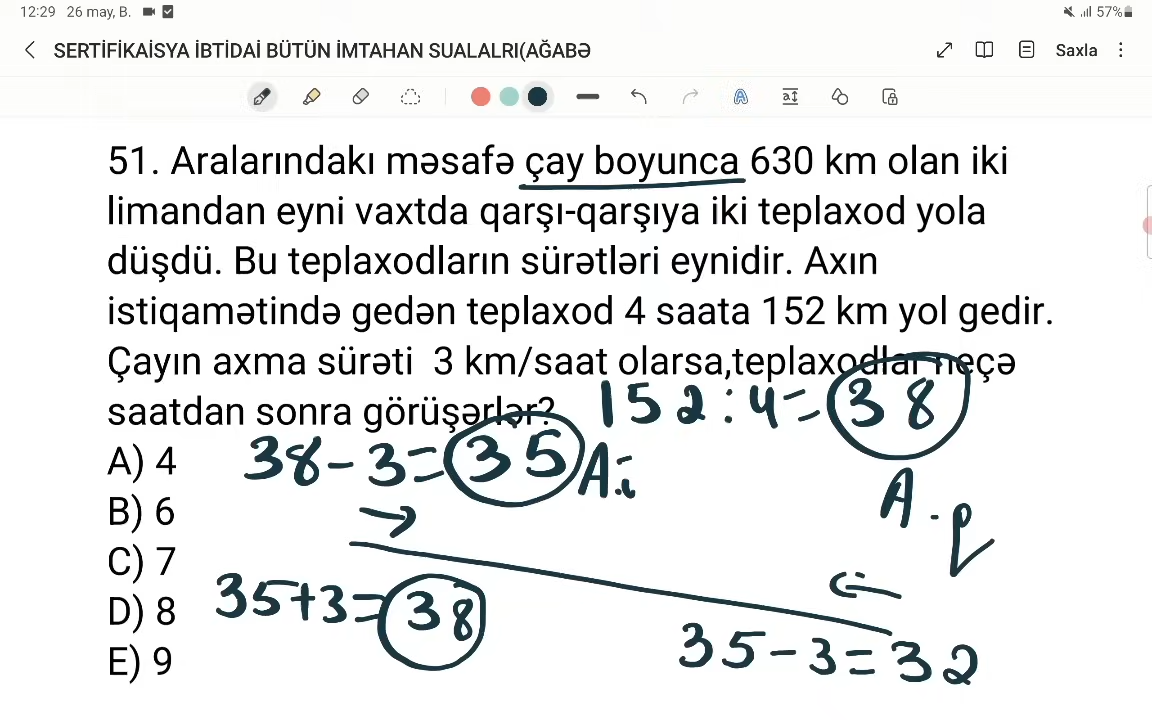 12:29 26 may, B. 57%
SERTİFİKAİSYA İBTİDAİ BÜTÜN İMTAHAN SUALALRI(AĞABƏ
Saxla
51. Aralarındakı məsafə çay boyunca 630 km olan iki
limandan eyni vaxtda qarşı-qarşıya iki teplaxod yola
düşdü. Bu teplaxodların sürətləri eynidir. Axın
istiqamətində gedən teplaxod 4 saata 152 km yol gedir.
Çayın axma sürəti 3 km/saat olarsa,teplaxodlar neçə
saatdan sonra görüşərlər?
152:4=38
A) 4
38-3=35 A.i
A.q
B) 6
C) 7
35+3=38
D) 8
35-3=32
E) 9